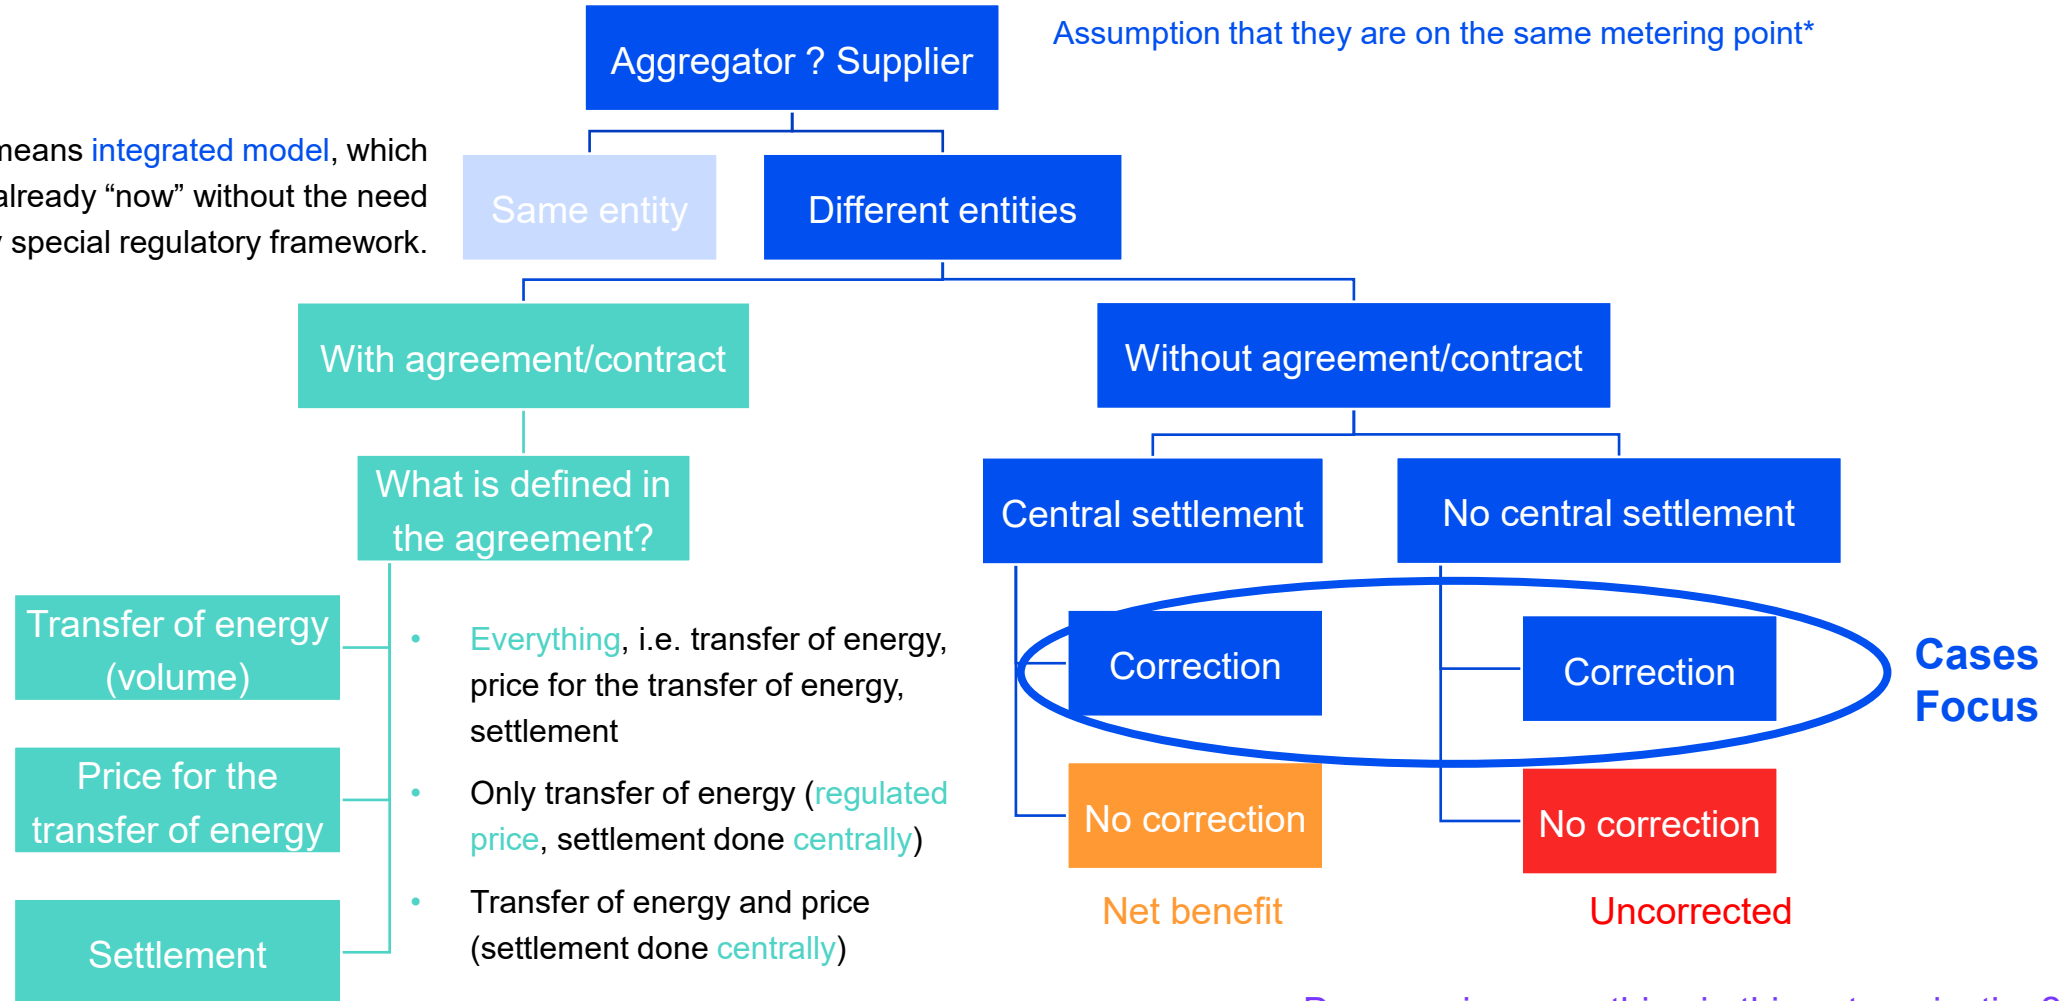 Aggregator ? Supplier
Assumption that they are on the same metering point*
means integrated model, which
already “now” without the need
special regulatory framework.
Same entity
Different entities
With agreement/contract
Without agreement/contract
What is defined in
the agreement?
Central settlement
No central settlement
Transfer of energy
(volume)
Price for the
transfer of energy
Settlement
• Everything, i.e. transfer of energy,
price for the transfer of energy,
settlement
• Only transfer of energy (regulated
price, settlement done centrally)
• Transfer of energy and price
(settlement done centrally)
Correction
Correction
Cases
Focus
No correction
No correction
Net benefit
Uncorrected